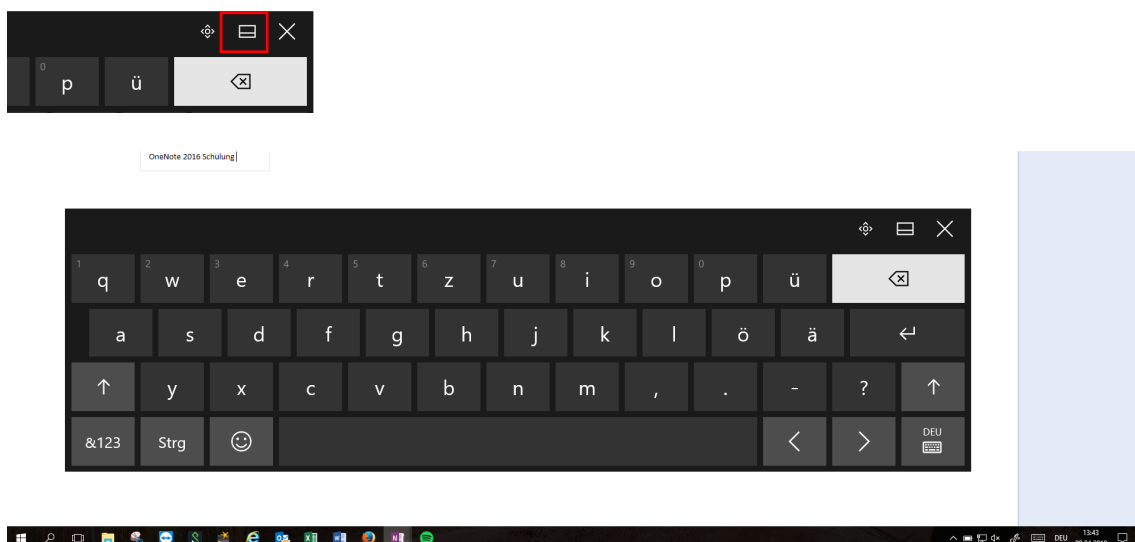 0
p ü
OneNote 2016 Schulung
1 2 3 4 5 6 7 8 9 0
q w e r t z u i o p ü
a s d f g h j k l ö ä
y x c v b n m , . - ?
&123 Strg DEU
DEU 13:43